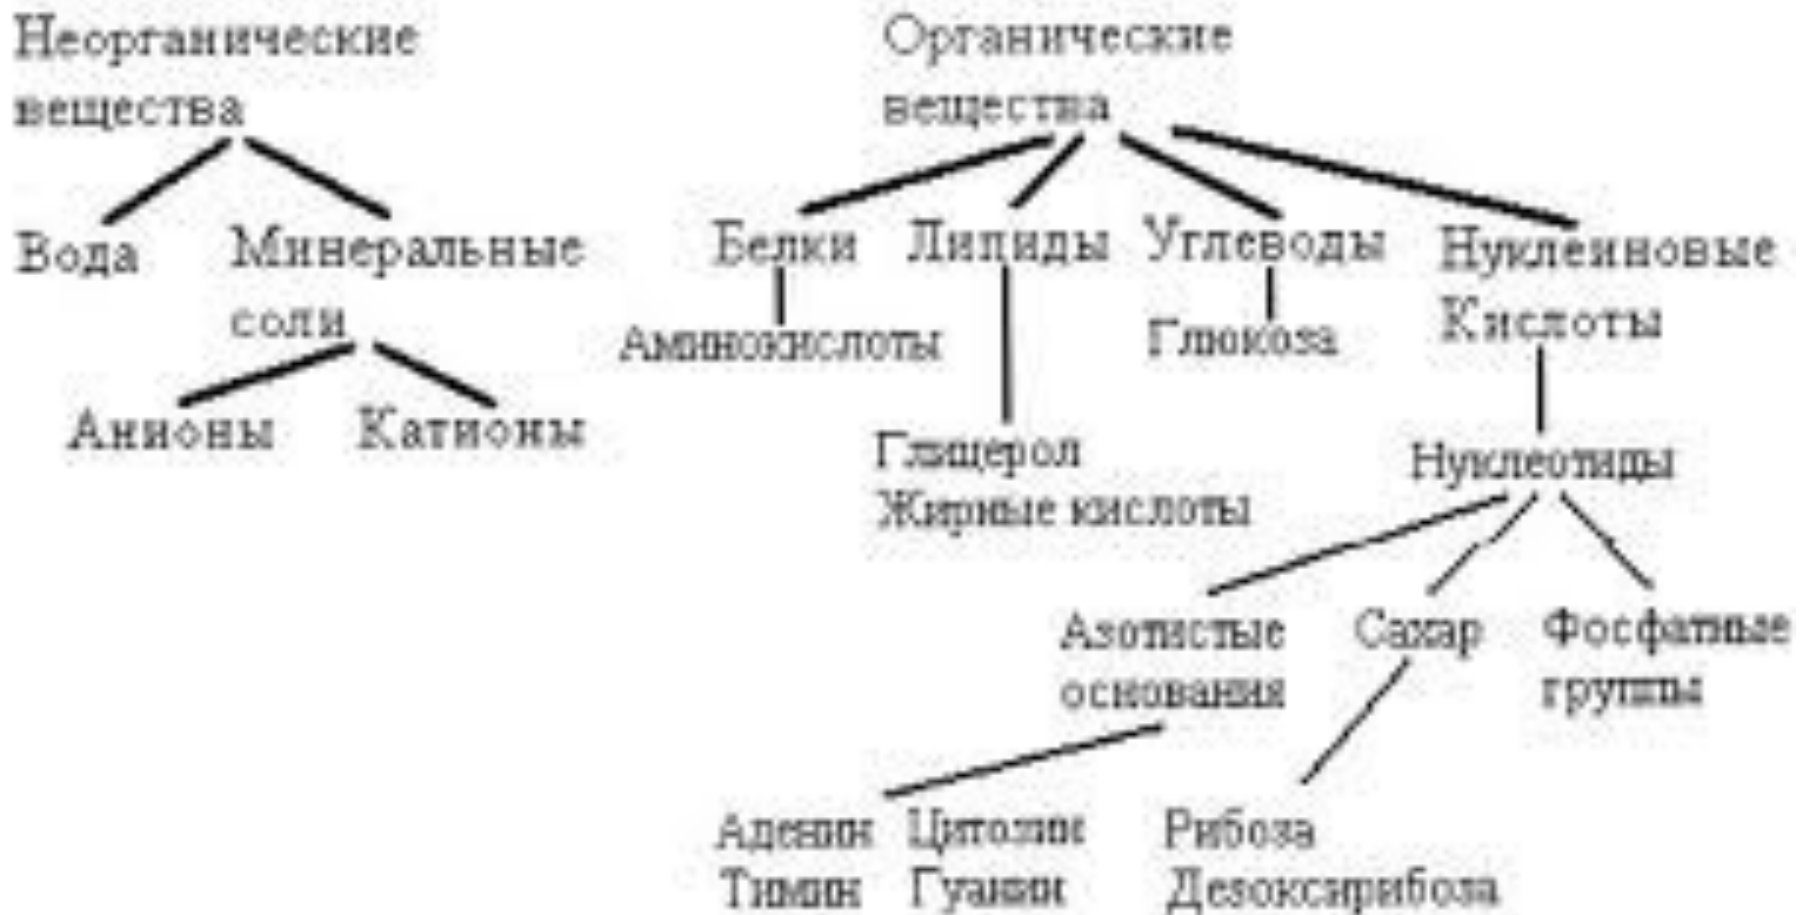 Неорганические
вещества
Вода
Минеральные
соли
Анионы
Катионы
Органические
вещества
Белки
Липиды
Углеводы
Нуклеиновые
Кислоты
Аминокислоты
Глюкоза
Глицерол
Жирные кислоты
Нуклеотиды
Азотистые
основания
Сахар
Фосфатные
группы
Аденин Цитозин
Тимин Гуанин
Рибоза
Дезоксирибоза